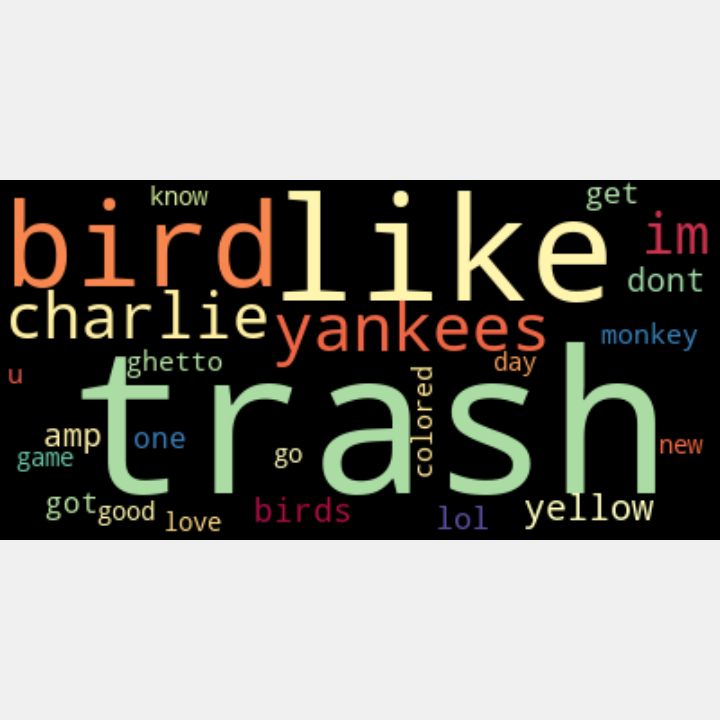 know
get
bird
like
im
dont
charlie
yankees
monkey
ghetto
day
u
trash
colored
amp
one
go
new
game
got
good
love
birds
lol
yellow